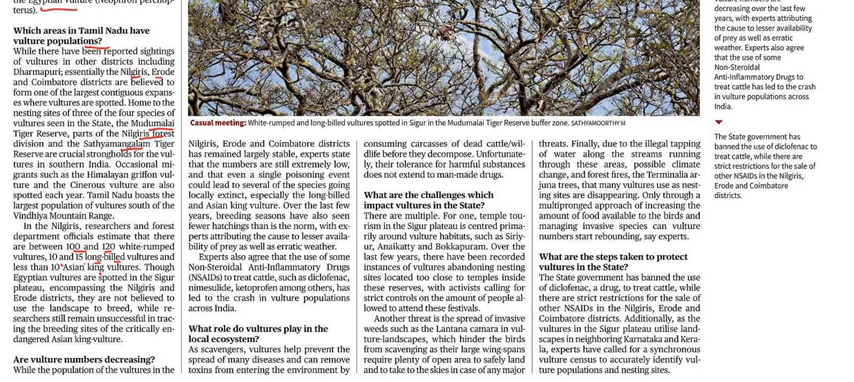 the Egyptian vulture (Neophron percnop-
terus).
Which areas in Tamil Nadu have
vulture populations?
While there have been reported sightings
of vultures in other districts including
Dharmapuri; essentially the Nilgiris, Erode
and Coimbatore districts are believed to
form one of the largest contiguous expans-
es where vultures are spotted. Home to the
nesting sites of three of the four species of
vultures seen in the State, the Mudumalai
Tiger Reserve, parts of the Nilgiris forest
division and the Sathyamangalam Tiger
Reserve are crucial strongholds for the vul-
tures in southern India. Occasional mi-
grants such as the Himalayan griffon vul-
ture and the Cinerous vulture are also
spotted each year. Tamil Nadu boasts the
largest population of vultures south of the
Vindhya Mountain Range.
In the Nilgiris, researchers and forest
department officials estimate that there
are between 100 and 120 white-rumped
vultures, 10 and 15 long-billed vultures and
less than 10 Asian king vultures. Though
Egyptian vultures are spotted in the Sigur
plateau, encompassing the Nilgiris and
Erode districts, they are not believed to
use the landscape to breed, while re-
searchers still remain unsuccessful in trac-
ing the breeding sites of the critically en-
dangered Asian king-vulture.
Are vulture numbers decreasing?
While the population of the vultures in the
Casual meeting: White-rumped and long-billed vultures spotted in Sigur in the Mudumalai Tiger Reserve buffer zone. SATHYAMOORTHY M
Nilgiris, Erode and Coimbatore districts
has remained largely stable, experts state
that the numbers are still extremely low,
and that even a single poisoning event
could lead to several of the species going
locally extinct, especially the long-billed
and Asian king vulture. Over the last few
years, breeding seasons have also seen
fewer hatchings than is the norm, with ex-
perts attributing the cause to lesser availa-
bility of prey as well as erratic weather.
Experts also agree that the use of some
Non-Steroidal Anti-Inflammatory Drugs
(NSAIDs) to treat cattle, such as diclofenac,
nimesulide, ketoprofen among others, has
led to the crash in vulture populations
across India.
What role do vultures play in the
local ecosystem?
As scavengers, vultures help prevent the
spread of many diseases and can remove
toxins from entering the environment by
consuming carcasses of dead cattle/wil-
dlife before they decompose. Unfortunate-
ly, their tolerance for harmful substances
does not extend to man-made drugs.
What are the challenges which
impact vultures in the State?
There are multiple. For one, temple tou-
rism in the Sigur plateau is centred prima-
rily around vulture habitats, such as Siriy-
ur, Anaikatty and Bokkapuram. Over the
last few years, there have been recorded
instances of vultures abandoning nesting
sites located too close to temples inside
these reserves, with activists calling for
strict controls on the amount of people al-
lowed to attend these festivals.
Another threat is the spread of invasive
weeds such as the Lantana camara in vul-
ture-landscapes, which hinder the birds
from scavenging as their large wing-spans
require plenty of open area to safely land
and to take to the skies in case of any major
threats. Finally, due to the illegal tapping
of water along the streams running
through these areas, possible climate
change, and forest fires, the Terminalia ar-
juna trees, that many vultures use as nest-
ing sites are disappearing. Only through a
multipronged approach of increasing the
amount of food available to the birds and
managing invasive species can vulture
numbers start rebounding, say experts.
What are the steps taken to protect
vultures in the State?
The State government has banned the use
of diclofenac, a drug, to treat cattle, while
there are strict restrictions for the sale of
other NSAIDs in the Nilgiris, Erode and
Coimbatore districts. Additionally, as the
vultures in the Sigur plateau utilise land-
scapes in neighboring Karnataka and Kera-
la, experts have called for a synchronous
vulture census to accurately identify vul-
ture populations and nesting sites.
decreasing over the last few
years, with experts attributing
the cause to lesser availability
of prey as well as erratic
weather. Experts also agree
that the use of some
Non-Steroidal
Anti-Inflammatory Drugs to
treat cattle has led to the crash
in vulture populations across
India.
The State government has
banned the use of diclofenac to
treat cattle, while there are
strict restrictions for the sale of
other NSAIDs in the Nilgiris,
Erode and Coimbatore
districts.